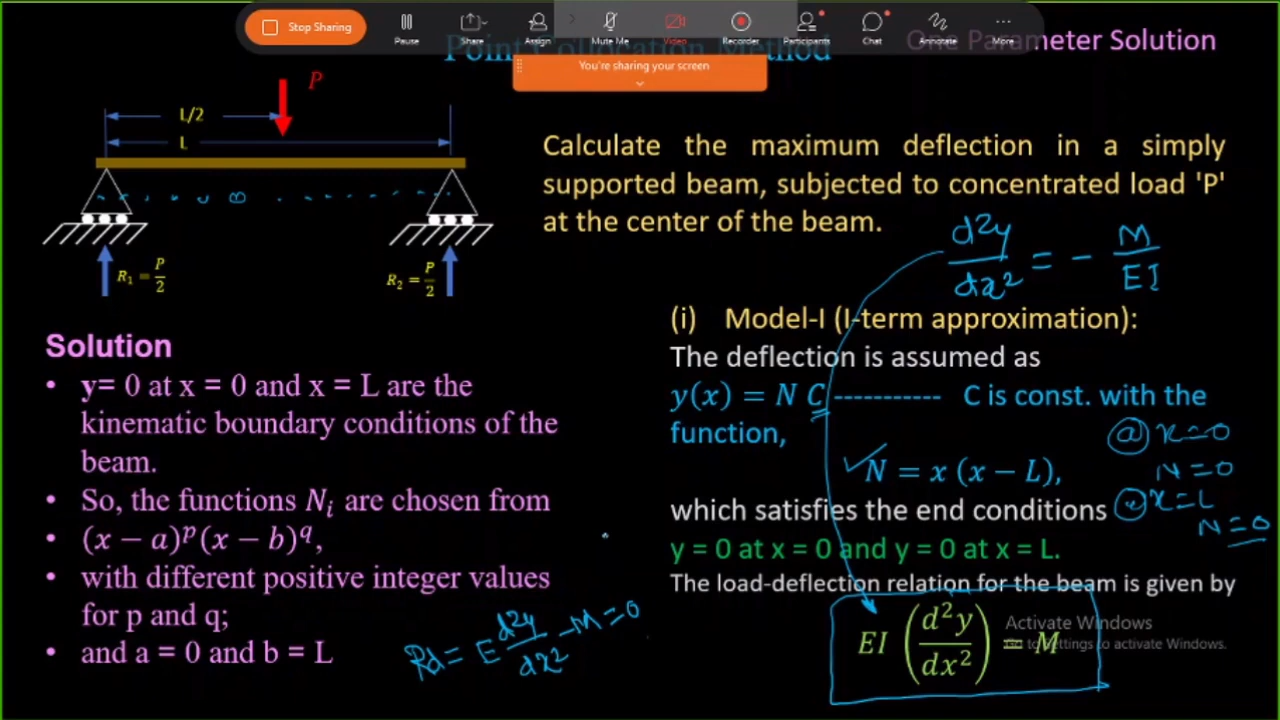 Stop Sharing
Pause
Share
Assign
Mute Me
Video
Recorder
Participants
Chat
Annotate
More
Point Collocation Method
One Parameter Solution
You're sharing your screen
P
L/2
L
R₁ = P/2
R₂ = P/2
Calculate the maximum deflection in a simply
supported beam, subjected to concentrated load 'P'
at the center of the beam.
d²y/dx² = - M/EI
Solution
• y= 0 at x = 0 and x = L are the
kinematic boundary conditions of the
beam.
• So, the functions Nᵢ are chosen from
• (x − a)ᵖ(x − b)^q,
• with different positive integer values
for p and q;
• and a = 0 and b = L
Rd = E d²y/dx² − M = 0
(i) Model-I (I-term approximation):
The deflection is assumed as
y(x) = N C ----------- C is const. with the
function,
@ x=0
N = x (x − L),
N=0
which satisfies the end conditions
@ x=L
N=0
y = 0 at x = 0 and y = 0 at x = L.
The load-deflection relation for the beam is given by
EI (d²y/dx²) = M
Activate Windows
Go to Settings to activate Windows.